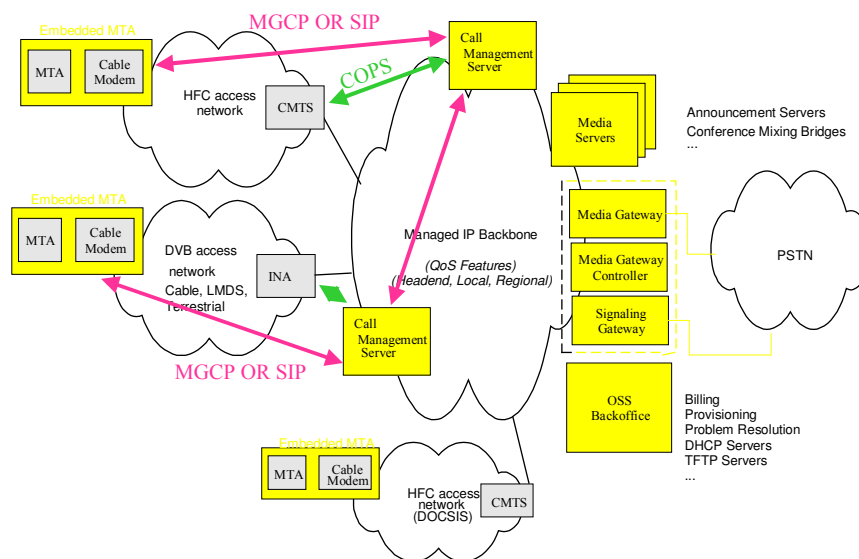 MGCP OR SIP
Embedded MTA
MTA
Cable
Modem
HFC access
network
CMTS
COPS
Call
Management
Server
Media
Servers
Announcement Servers
Conference Mixing Bridges
...
Embedded MTA
MTA
Cable
Modem
DVB access
network
Cable, LMDS,
Terrestrial
INA
Managed IP Backbone
(QoS Features)
(Headend, Local, Regional)
Media Gateway
Media Gateway
Controller
Signaling
Gateway
PSTN
Call
Management
Server
MGCP OR SIP
OSS
Backoffice
Billing
Provisioning
Problem Resolution
DHCP Servers
TFTP Servers
...
Embedded MTA
MTA
Cable
Modem
HFC access
network
(DOCSIS)
CMTS